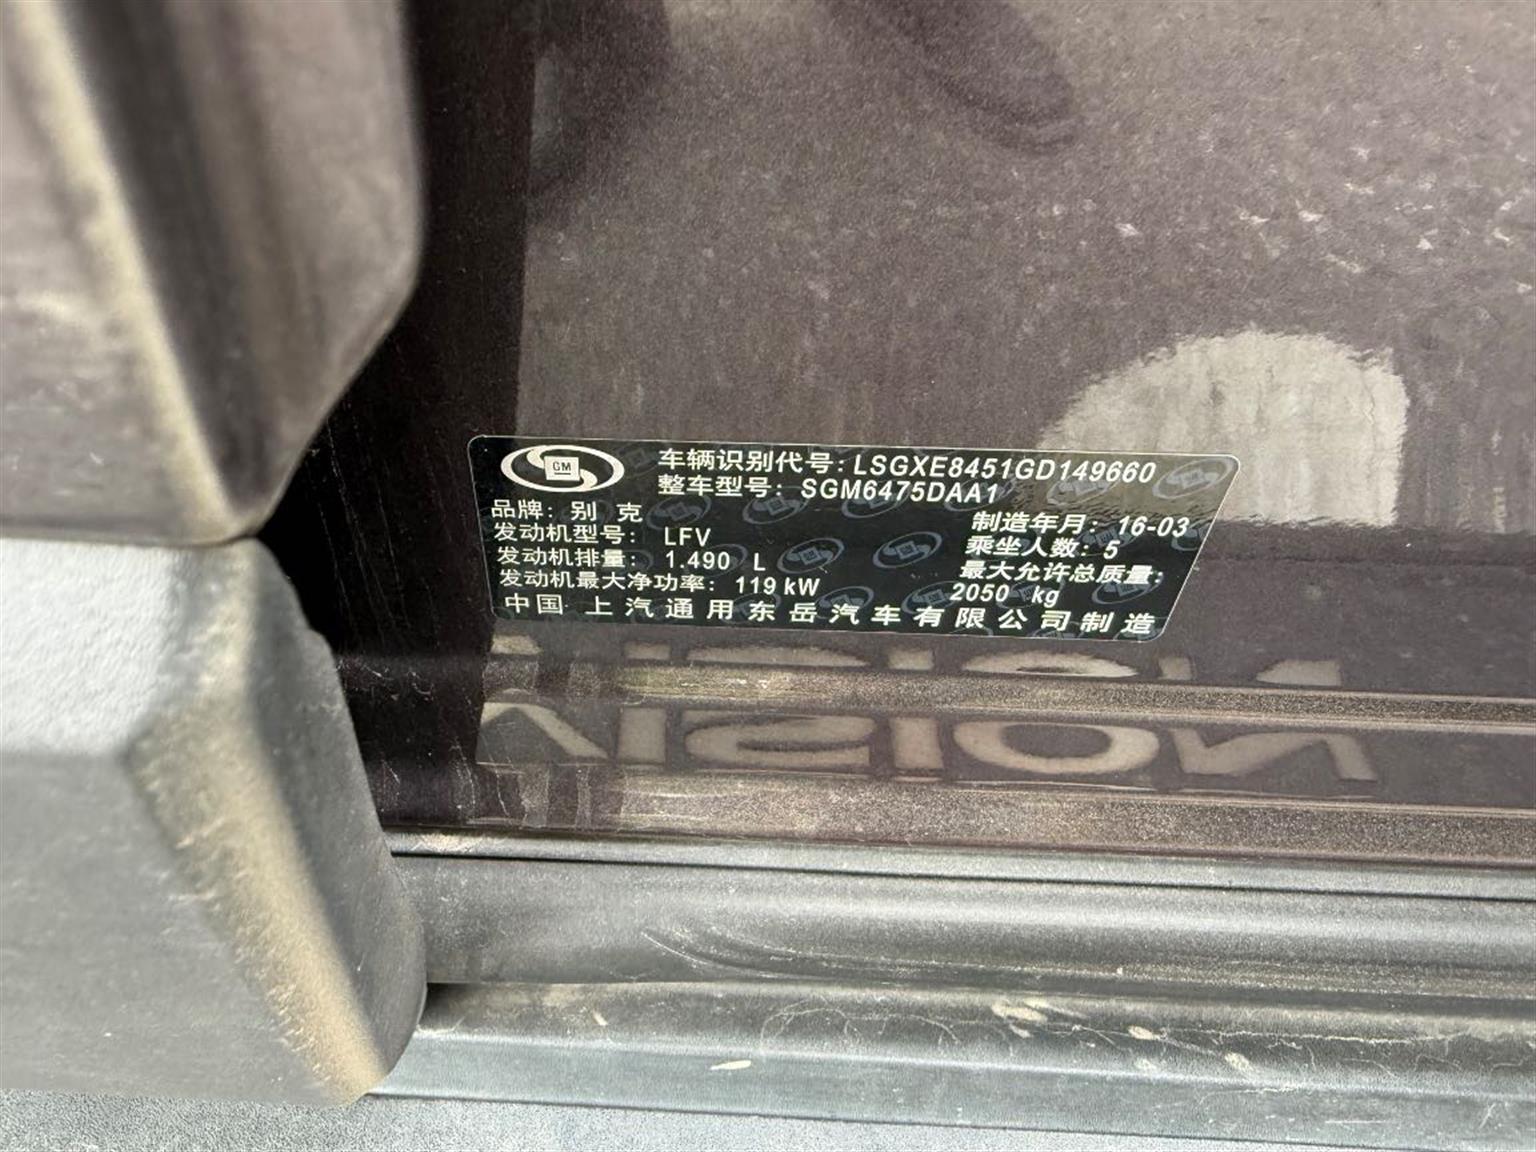 GM
车辆识别代号: LSGXE8451GD149660
整车型号: SGM6475DAA1
品牌: 别 克
制造年月: 16-03
发动机型号: LFV
乘坐人数: 5
发动机排量: 1.490 L
最大允许总质量:
发动机最大净功率: 119 kW
2050 kg
中国 上汽通用东岳汽车有限公司制造
VISION